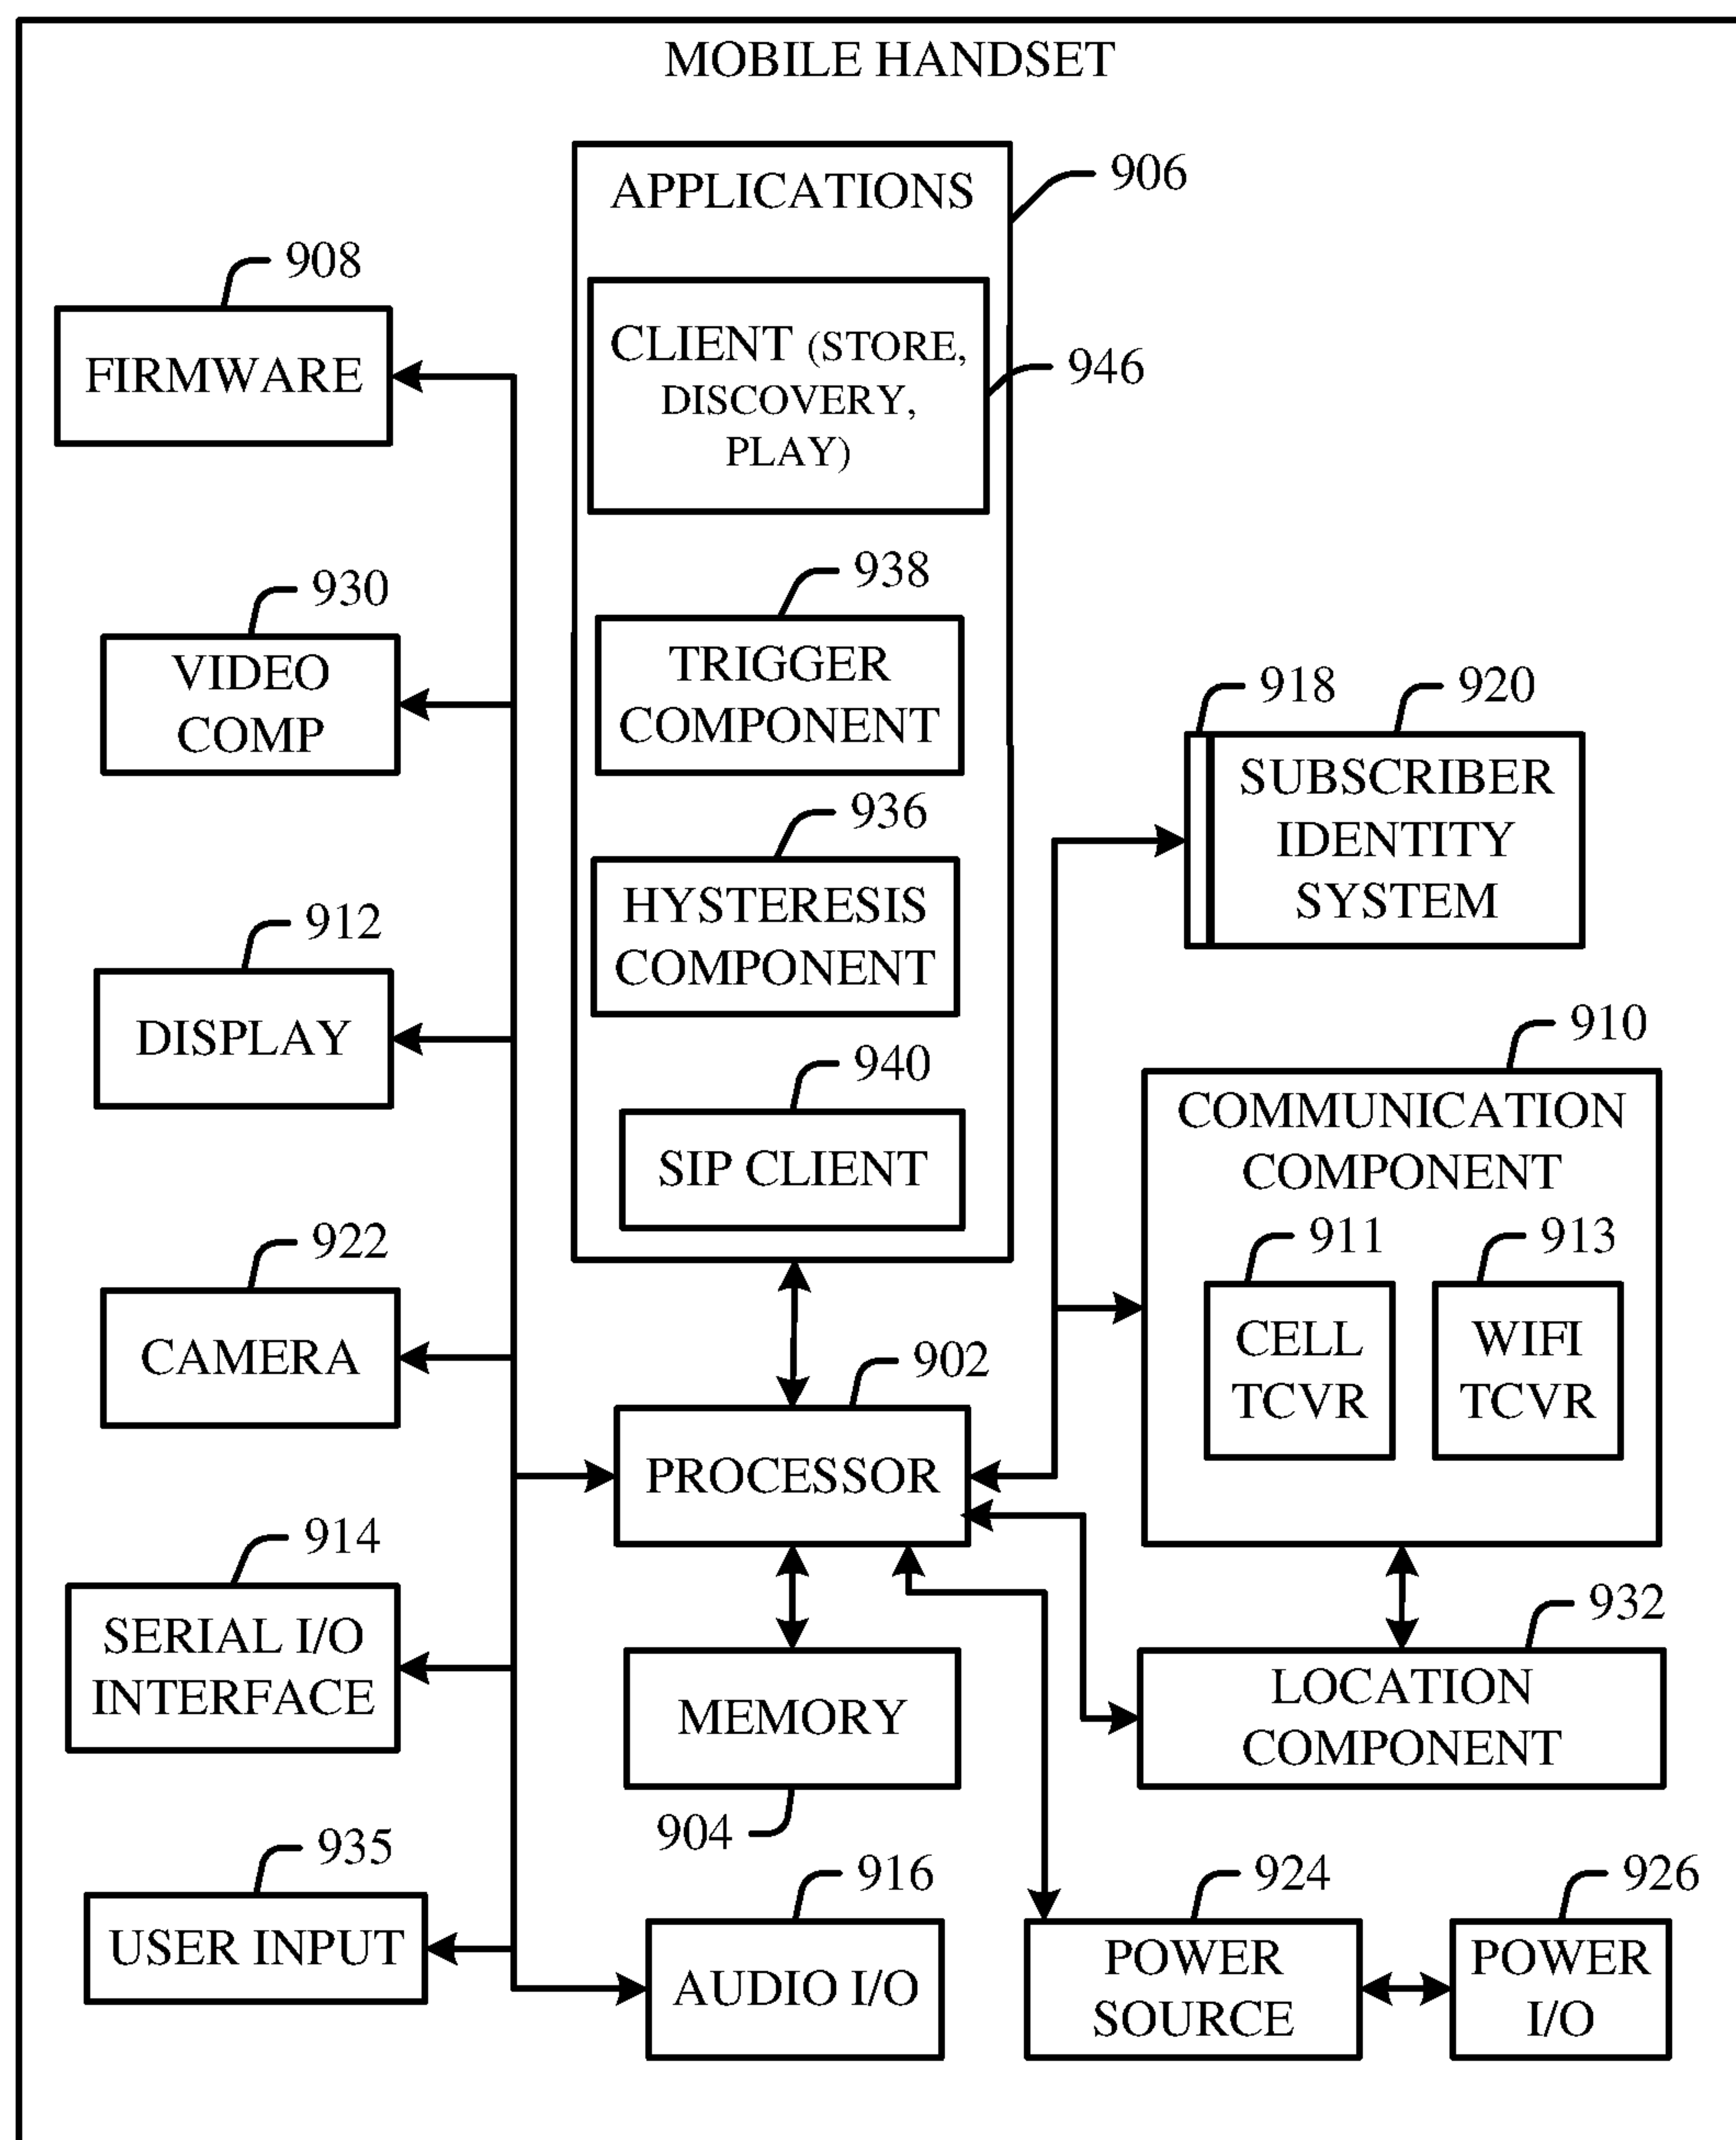 MOBILE HANDSET
APPLICATIONS
906
CLIENT (STORE,
DISCOVERY,
PLAY)
946
938
TRIGGER
COMPONENT
936
HYSTERESIS
COMPONENT
940
SIP CLIENT
908
FIRMWARE
930
VIDEO
COMP
912
DISPLAY
922
CAMERA
914
SERIAL I/O
INTERFACE
935
USER INPUT
902
PROCESSOR
MEMORY
904
916
AUDIO I/O
918
920
SUBSCRIBER
IDENTITY
SYSTEM
910
COMMUNICATION
COMPONENT
911
CELL
TCVR
913
WIFI
TCVR
932
LOCATION
COMPONENT
924
POWER
SOURCE
926
POWER
I/O